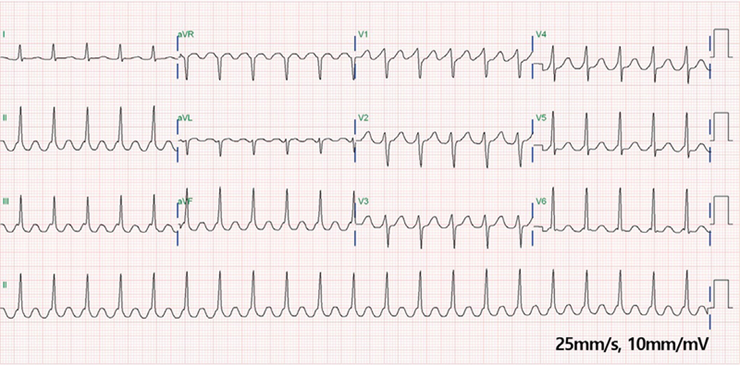 I aVR V1 V4
II aVL V2 V5
III aVF V3 V6
II
25mm/s, 10mm/mV